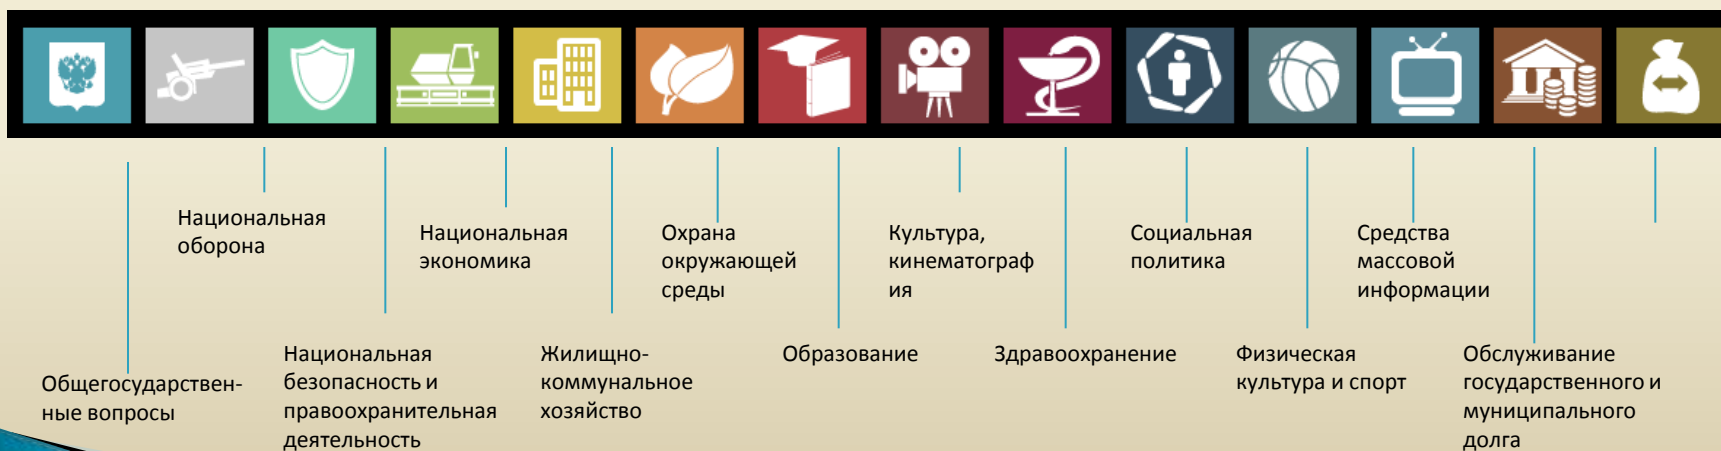 Национальная
оборона
Национальная
экономика
Охрана
окружающей
среды
Культура,
кинематограф
ия
Социальная
политика
Средства
массовой
информации
Общегосударствен-
ные вопросы
Национальная
безопасность и
правоохранительная
деятельность
Жилищно-
коммунальное
хозяйство
Образование
Здравоохранение
Физическая
культура и спорт
Обслуживание
государственного и
муниципального
долга